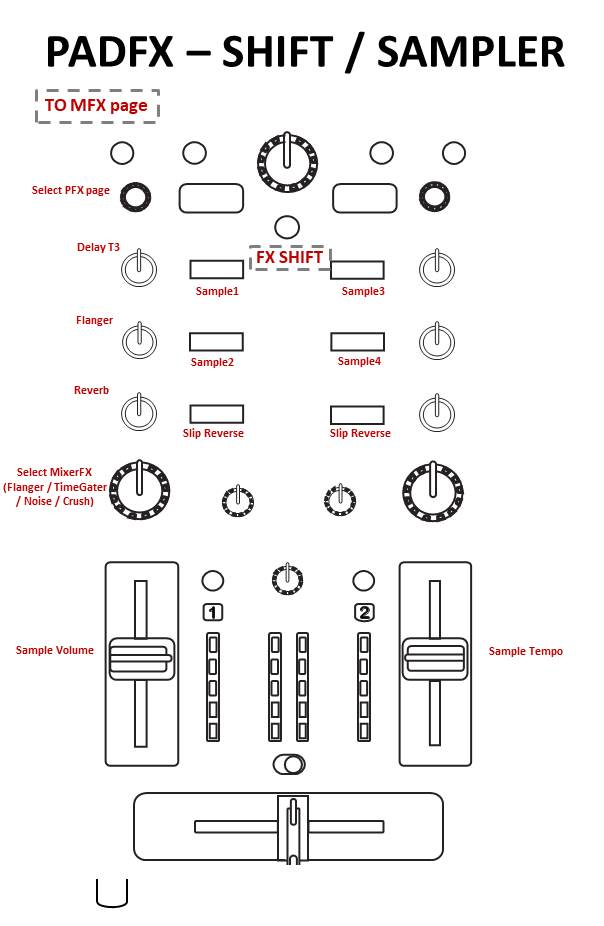 PADFX – SHIFT / SAMPLER
TO MFX page
Select PFX page
Delay T3
FX SHIFT
Sample1
Sample3
Flanger
Sample2
Sample4
Reverb
Slip Reverse
Slip Reverse
Select MixerFX
(Flanger / TimeGater
/ Noise / Crush)
1
2
Sample Volume
Sample Tempo